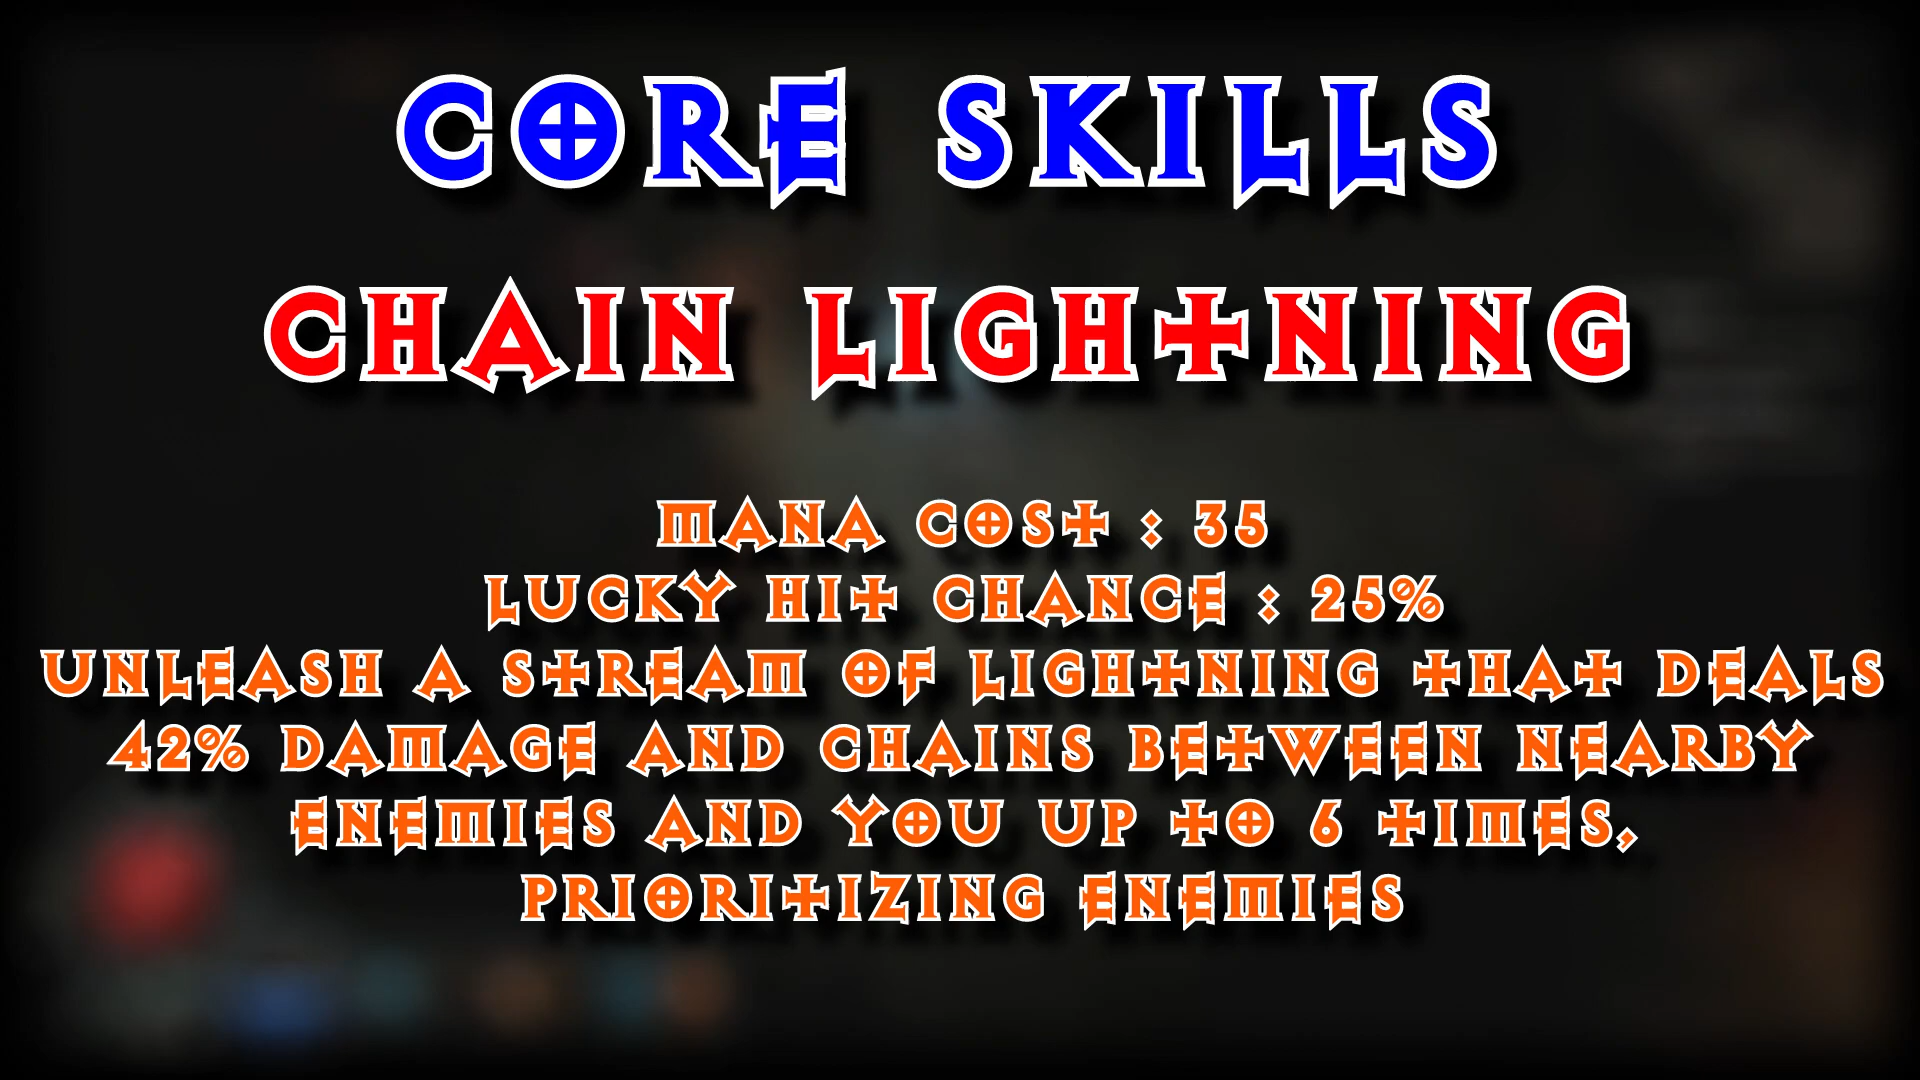 CORE SKILLS
CHAIN LIGHTNING
MANA COST : 35
LUCKY HIT CHANCE : 25%
UNLEASH A STREAM OF LIGHTNING THAT DEALS
42% DAMAGE AND CHAINS BETWEEN NEARBY
ENEMIES AND YOU UP TO 6 TIMES,
PRIORITIZING ENEMIES